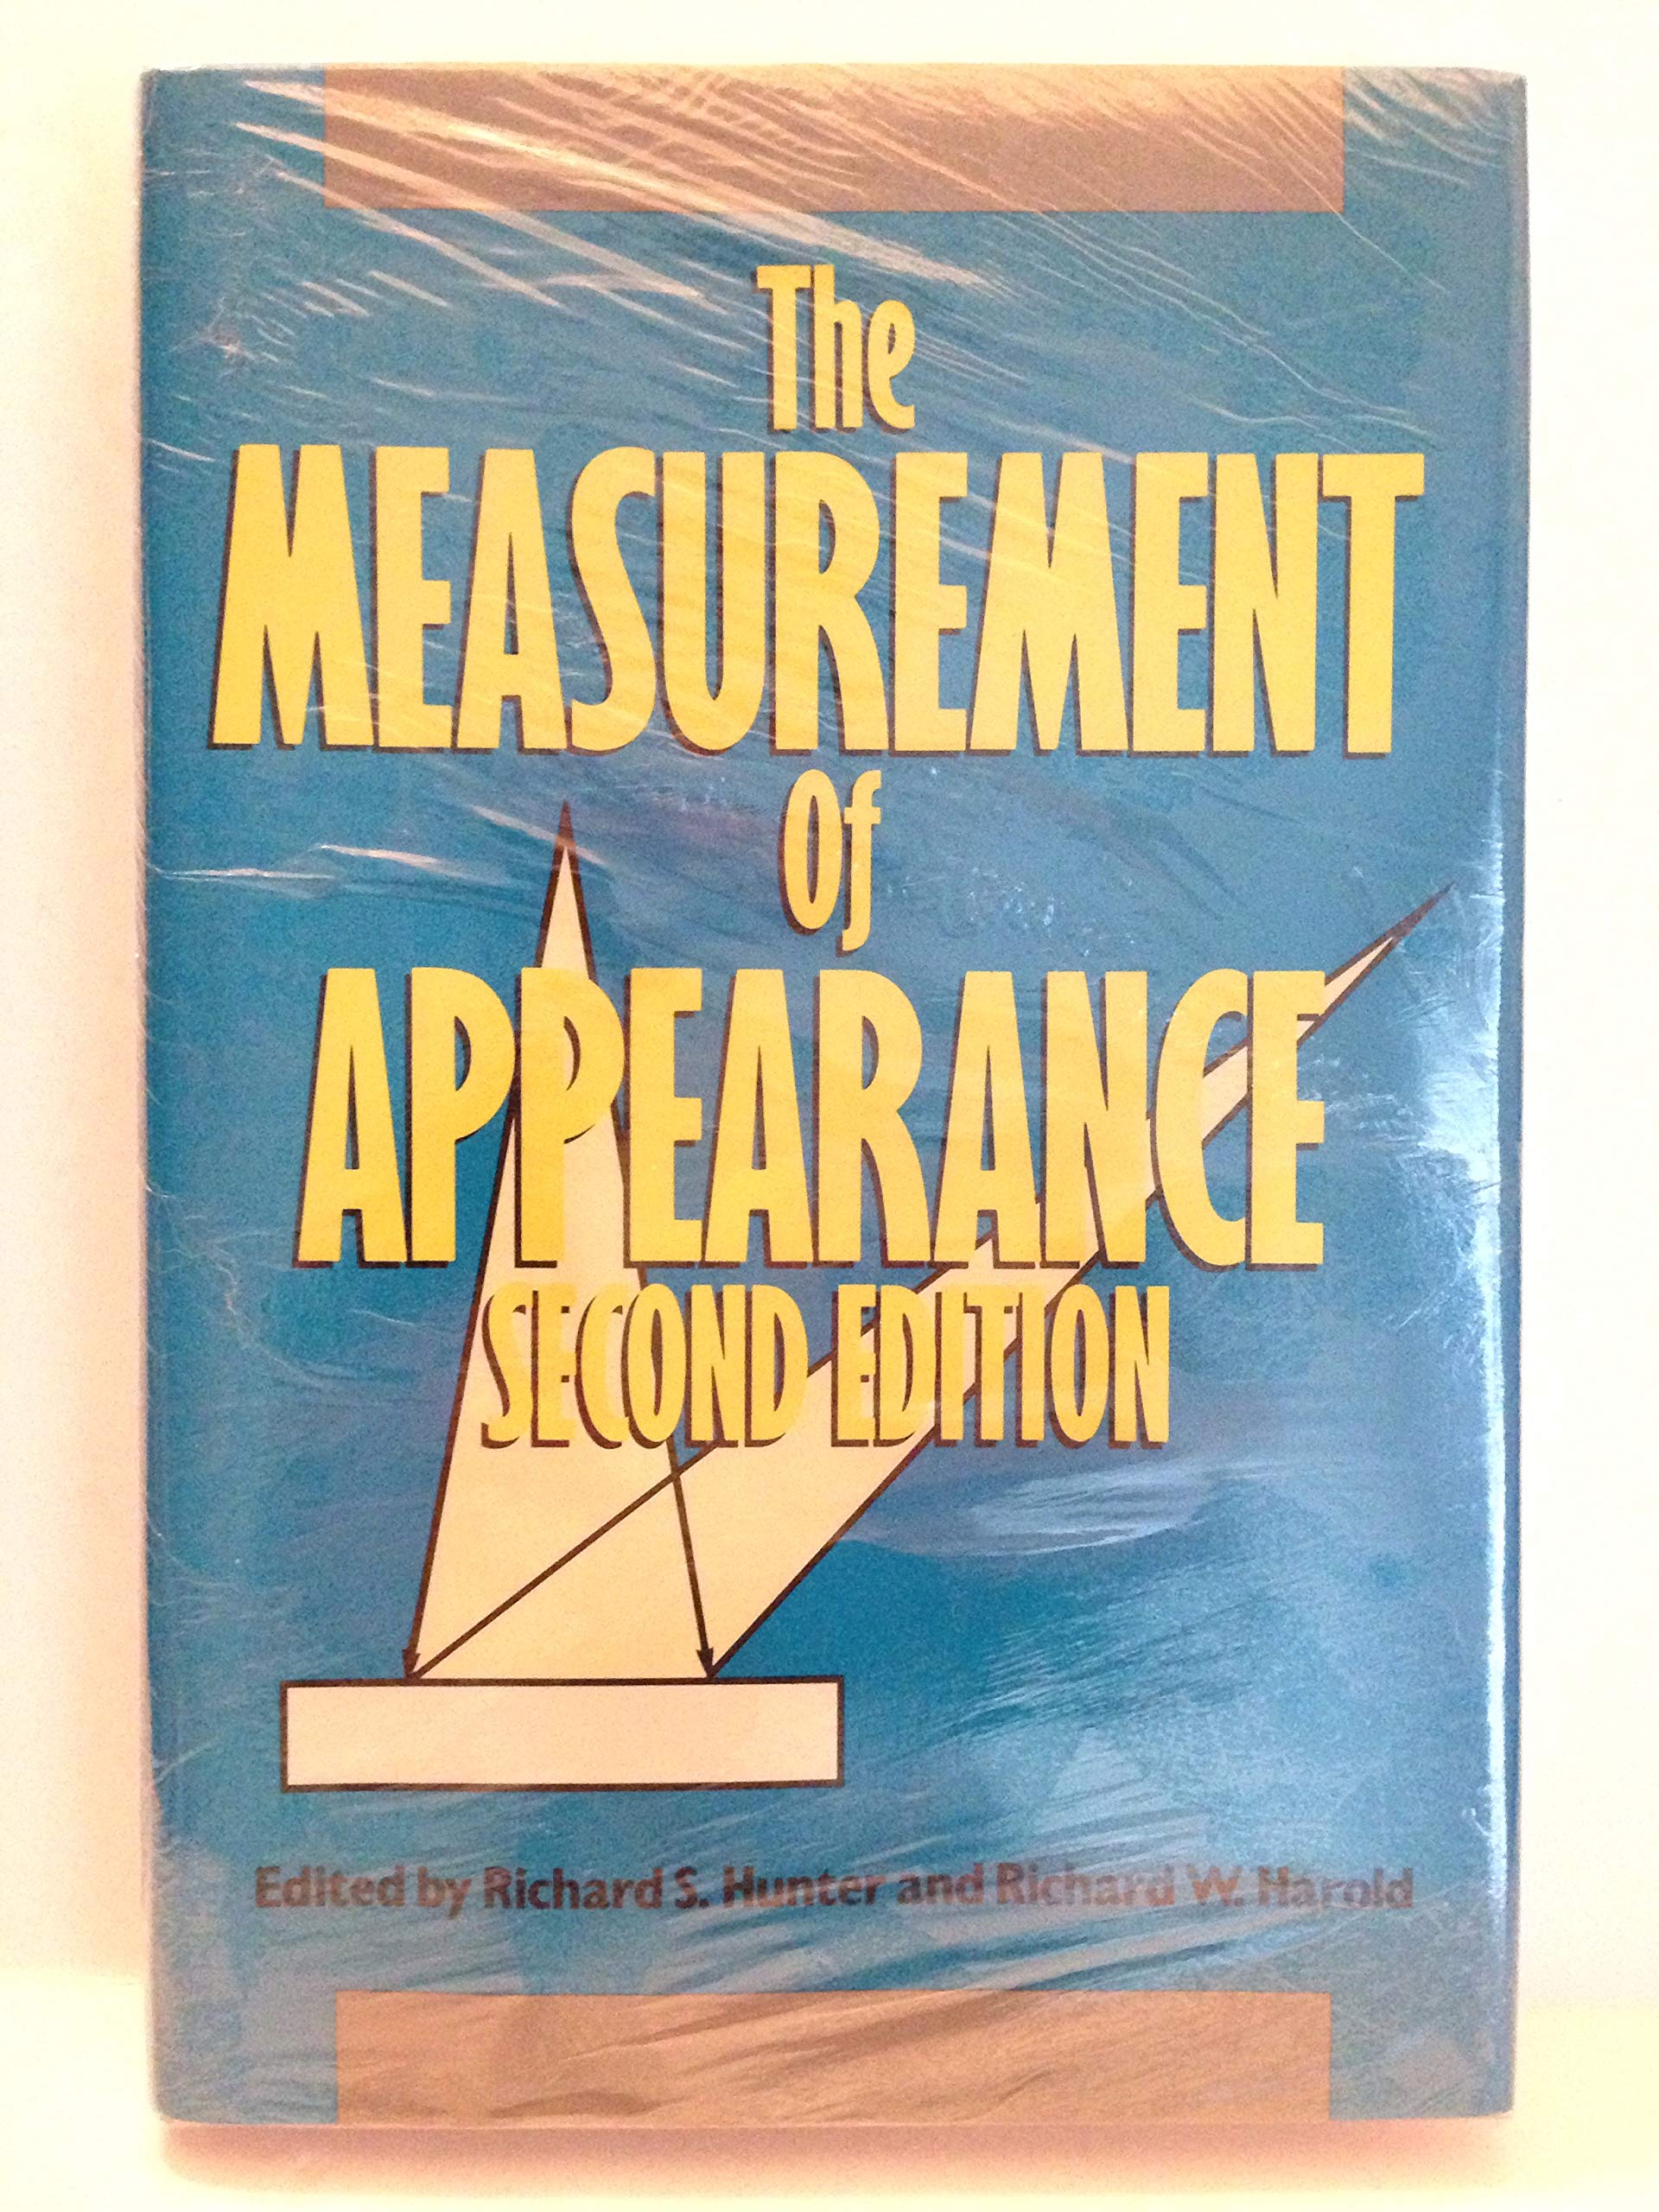 The
MEASUREMENT
Of
APPEARANCE
SECOND EDITION
Edited by Richard S. Hunter and Richard W. Harold